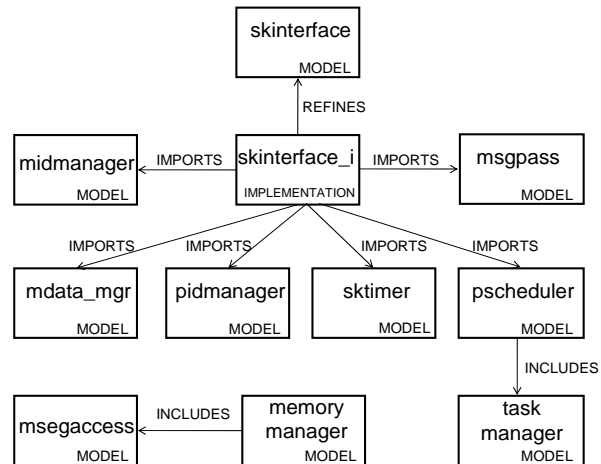 skinterface
MODEL
REFINES
midmanager
MODEL
IMPORTS
skinterface_i
IMPLEMENTATION
IMPORTS
msgpass
MODEL
IMPORTS
IMPORTS
IMPORTS
IMPORTS
mdata_mgr
MODEL
pidmanager
MODEL
sktimer
MODEL
pscheduler
MODEL
INCLUDES
msegaccess
MODEL
INCLUDES
memory
manager
MODEL
task
manager
MODEL